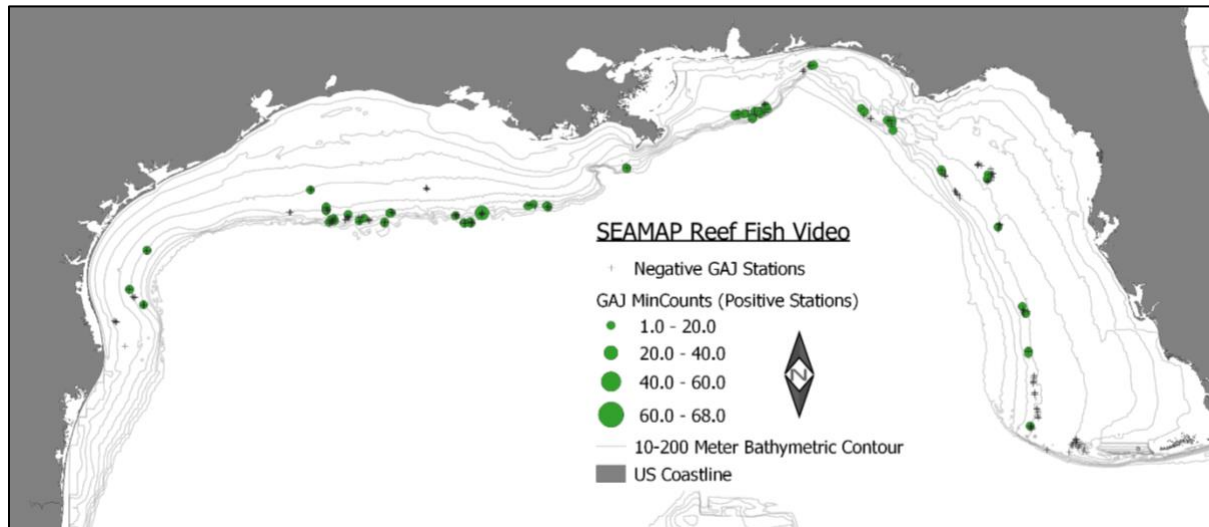 SEAMAP Reef Fish Video
Negative GAJ Stations
GAJ MinCounts (Positive Stations)
1.0 - 20.0
20.0 - 40.0
40.0 - 60.0
60.0 - 68.0
N
10-200 Meter Bathymetric Contour
US Coastline